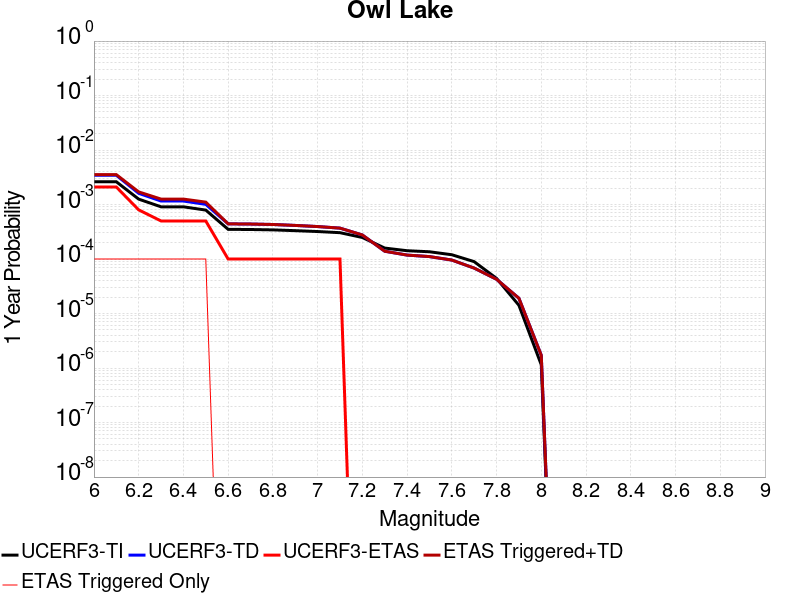 Owl Lake
10^0
10^-1
10^-2
10^-3
10^-4
10^-5
10^-6
10^-7
10^-8
1 Year Probability
6 6.2 6.4 6.6 6.8 7 7.2 7.4 7.6 7.8 8 8.2 8.4 8.6 8.8 9
Magnitude
UCERF3-TI UCERF3-TD UCERF3-ETAS ETAS Triggered+TD
ETAS Triggered Only